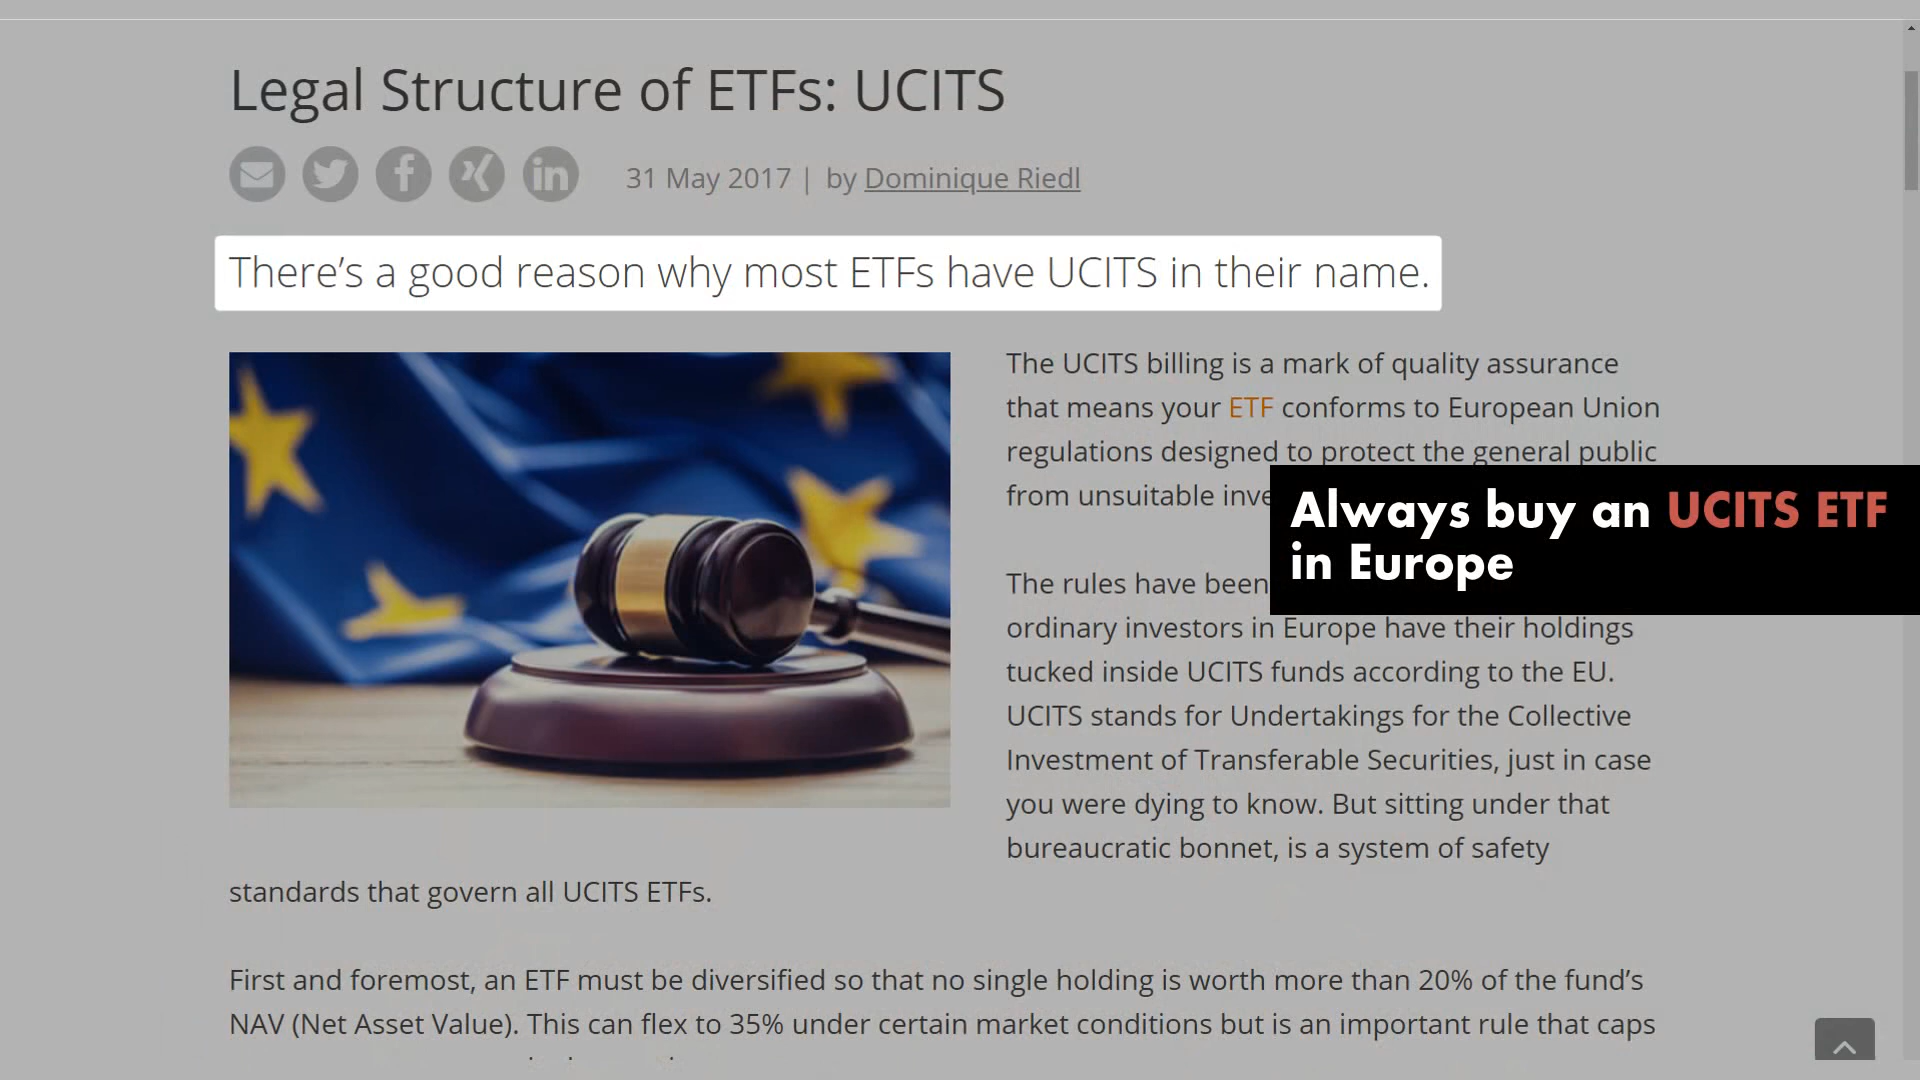 Legal Structure of ETFs: UCITS
31 May 2017 | by Dominique Riedl
There’s a good reason why most ETFs have UCITS in their name.
The UCITS billing is a mark of quality assurance
that means your ETF conforms to European Union
regulations designed to protect the general public
from unsuitable
Always buy an UCITS ETF
in Europe
The rules have been
ordinary investors in Europe have their holdings
tucked inside UCITS funds according to the EU.
UCITS stands for Undertakings for the Collective
Investment of Transferable Securities, just in case
you were dying to know. But sitting under that
bureaucratic bonnet, is a system of safety
standards that govern all UCITS ETFs.
First and foremost, an ETF must be diversified so that no single holding is worth more than 20% of the fund’s
NAV (Net Asset Value). This can flex to 35% under certain market conditions but is an important rule that caps